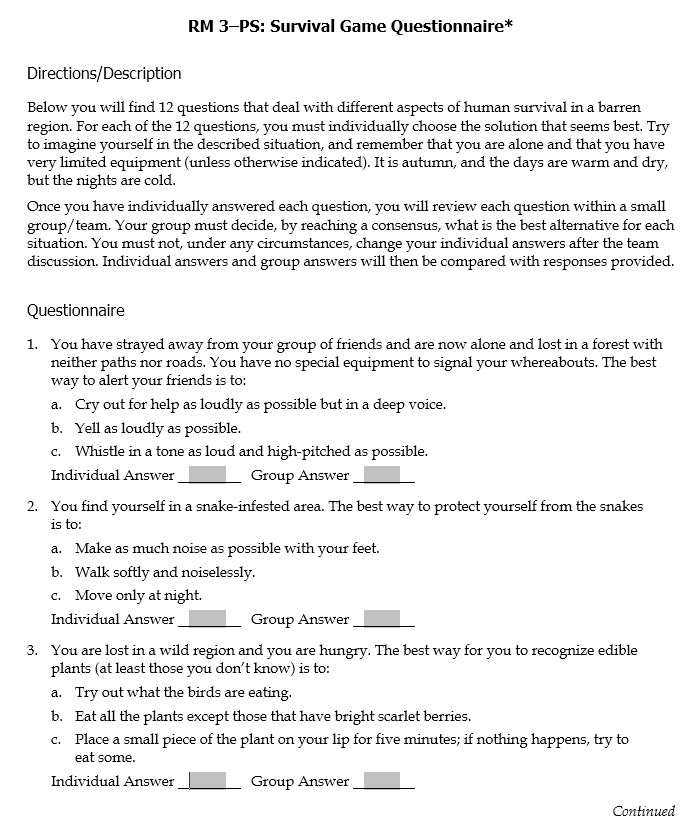 RM 3–PS: Survival Game Questionnaire*
Directions/Description
Below you will find 12 questions that deal with different aspects of human survival in a barren
region. For each of the 12 questions, you must individually choose the solution that seems best. Try
to imagine yourself in the described situation, and remember that you are alone and that you have
very limited equipment (unless otherwise indicated). It is autumn, and the days are warm and dry,
but the nights are cold.
Once you have individually answered each question, you will review each question within a small
group/team. Your group must decide, by reaching a consensus, what is the best alternative for each
situation. You must not, under any circumstances, change your individual answers after the team
discussion. Individual answers and group answers will then be compared with responses provided.
Questionnaire
1. You have strayed away from your group of friends and are now alone and lost in a forest with
neither paths nor roads. You have no special equipment to signal your whereabouts. The best
way to alert your friends is to:
a. Cry out for help as loudly as possible but in a deep voice.
b. Yell as loudly as possible.
c. Whistle in a tone as loud and high-pitched as possible.
Individual Answer ______ Group Answer ______
2. You find yourself in a snake-infested area. The best way to protect yourself from the snakes
is to:
a. Make as much noise as possible with your feet.
b. Walk softly and noiselessly.
c. Move only at night.
Individual Answer ______ Group Answer ______
3. You are lost in a wild region and you are hungry. The best way for you to recognize edible
plants (at least those you don't know) is to:
a. Try out what the birds are eating.
b. Eat all the plants except those that have bright scarlet berries.
c. Place a small piece of the plant on your lip for five minutes; if nothing happens, try to
eat some.
Individual Answer ______ Group Answer ______
Continued